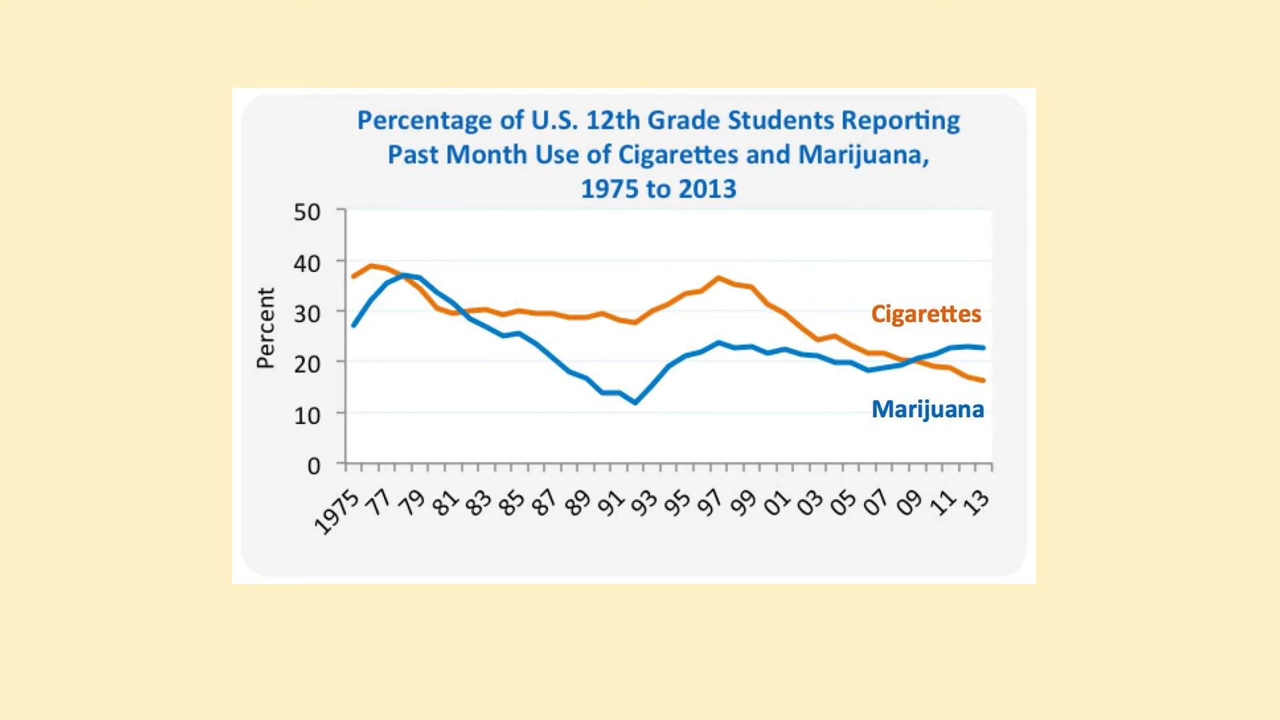 Percentage of U.S. 12th Grade Students Reporting
Past Month Use of Cigarettes and Marijuana,
1975 to 2013
50
40
30
20
10
0
Percent
Cigarettes
Marijuana
1975 77 79 81 83 85 87 89 91 93 95 97 99 01 03 05 07 09 11 13